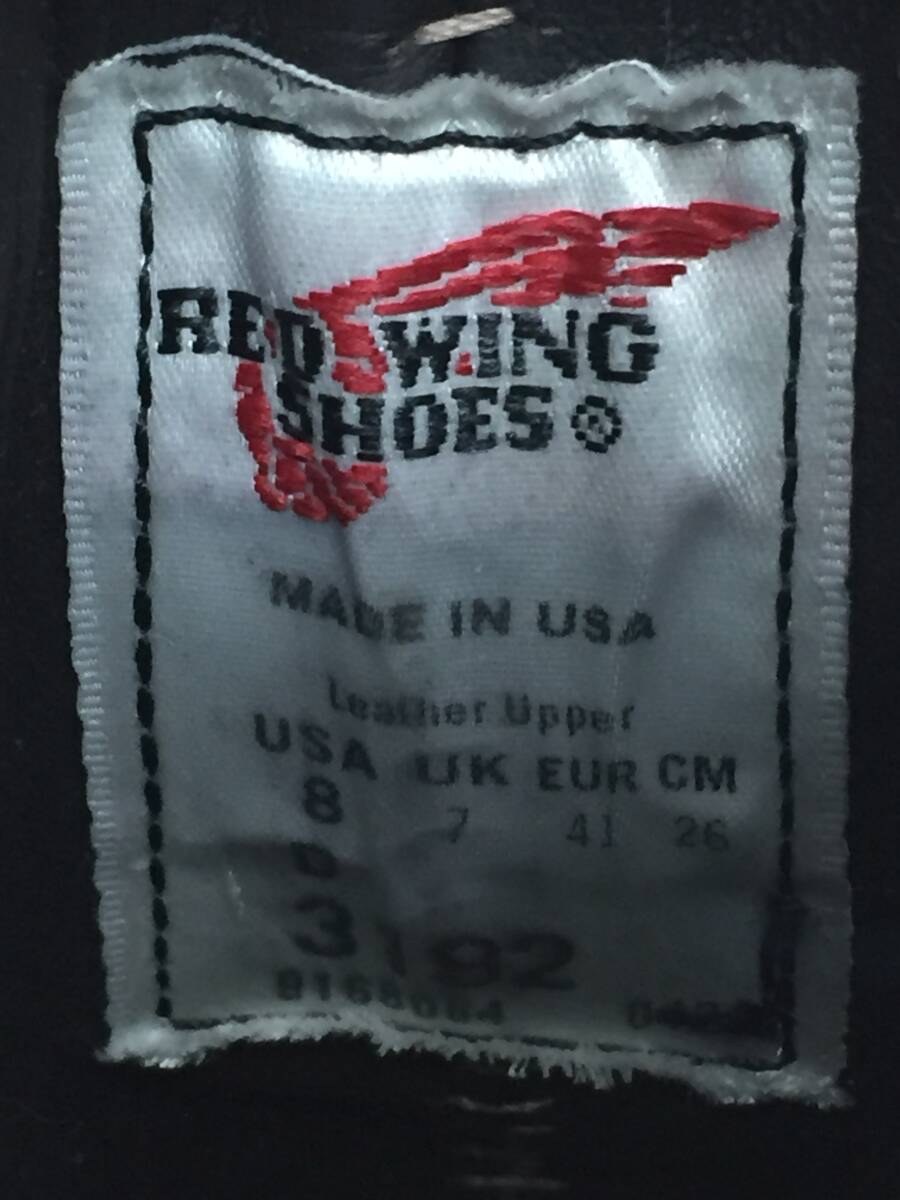 RED WING
SHOES ®
MADE IN USA
Leather Upper
USA UK EUR CM
8 7 41 26
D
3192